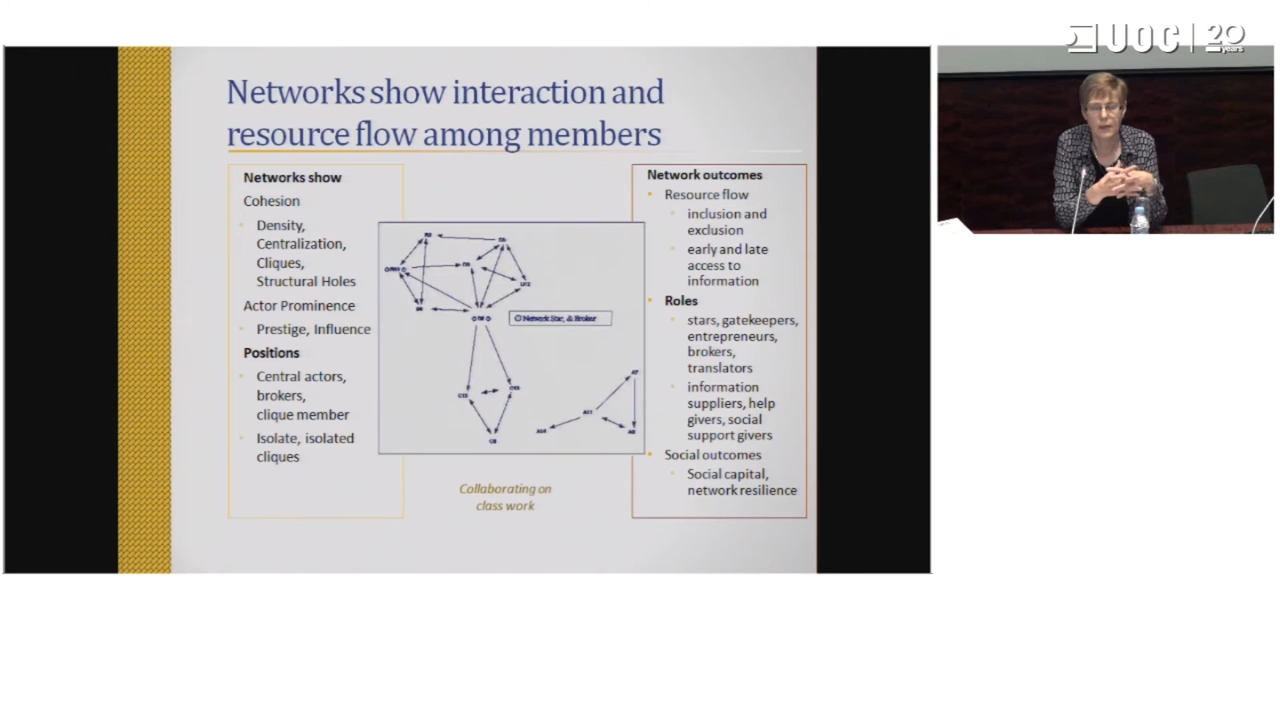 UOC 20 years
Networks show interaction and
resource flow among members
Networks show
Cohesion
Density,
Centralization,
Cliques,
Structural Holes
Actor Prominence
Prestige, Influence
Positions
Central actors,
brokers,
clique member
Isolate, isolated
cliques
Network Star, & Broker
Collaborating on
class work
Network outcomes
Resource flow
inclusion and
exclusion
early and late
access to
information
Roles
stars, gatekeepers,
entrepreneurs,
brokers,
translators
information
suppliers, help
givers, social
support givers
Social outcomes
Social capital,
network resilience